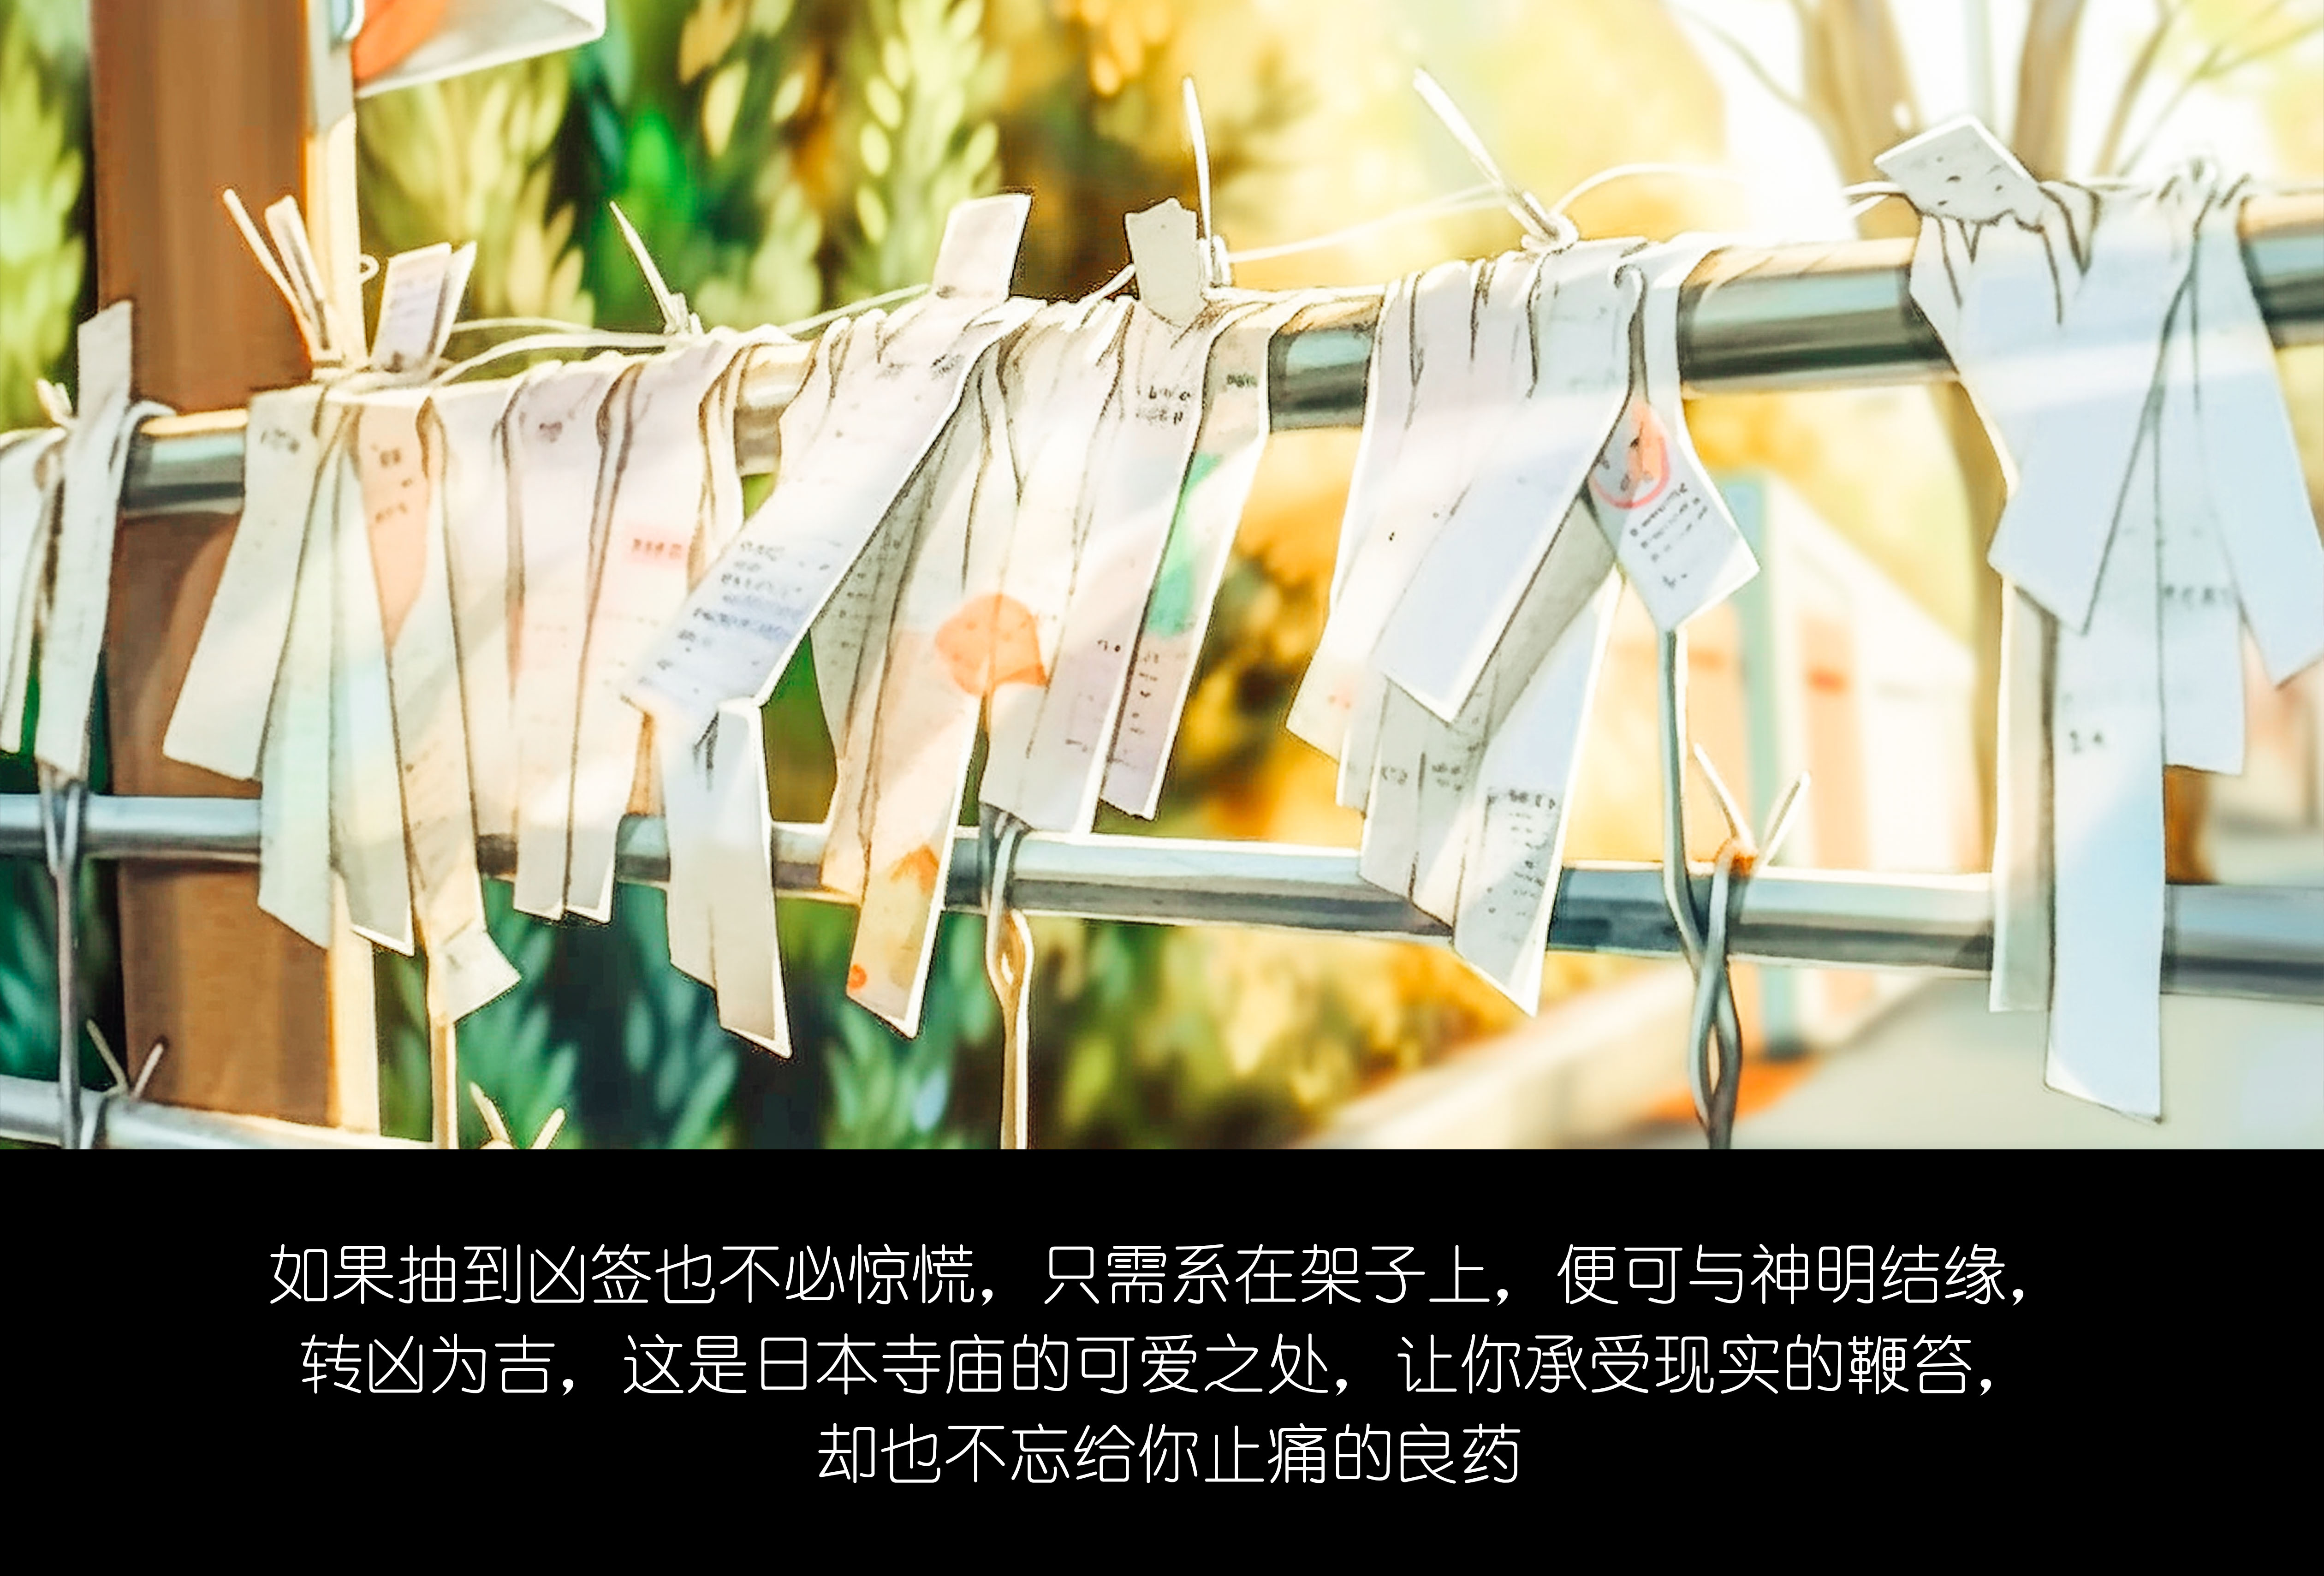 如果抽到凶签也不必惊慌，只需系在架子上，便可与神明结缘，
转凶为吉，这是日本寺庙的可爱之处，让你承受现实的鞭笞，
却也不忘给你止痛的良药